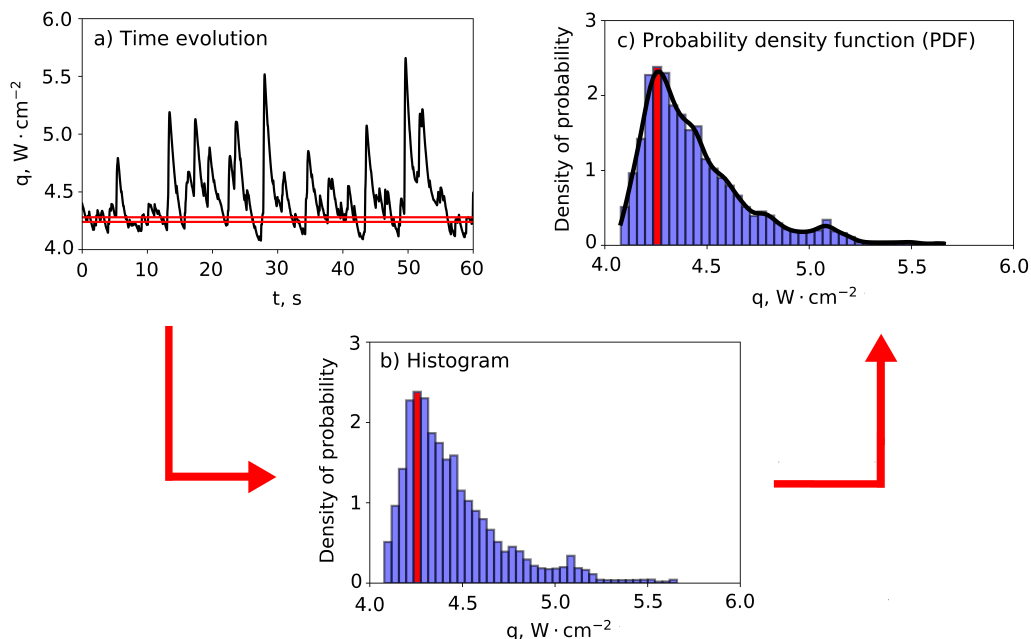 a) Time evolution
6.0
5.5
5.0
4.5
4.0
q, W · cm⁻²
0 10 20 30 40 50 60
t, s
c) Probability density function (PDF)
3
2
1
0
Density of probability
4.0 4.5 5.0 5.5 6.0
q, W · cm⁻²
b) Histogram
3
2
1
0
Density of probability
4.0 4.5 5.0 5.5 6.0
q, W · cm⁻²